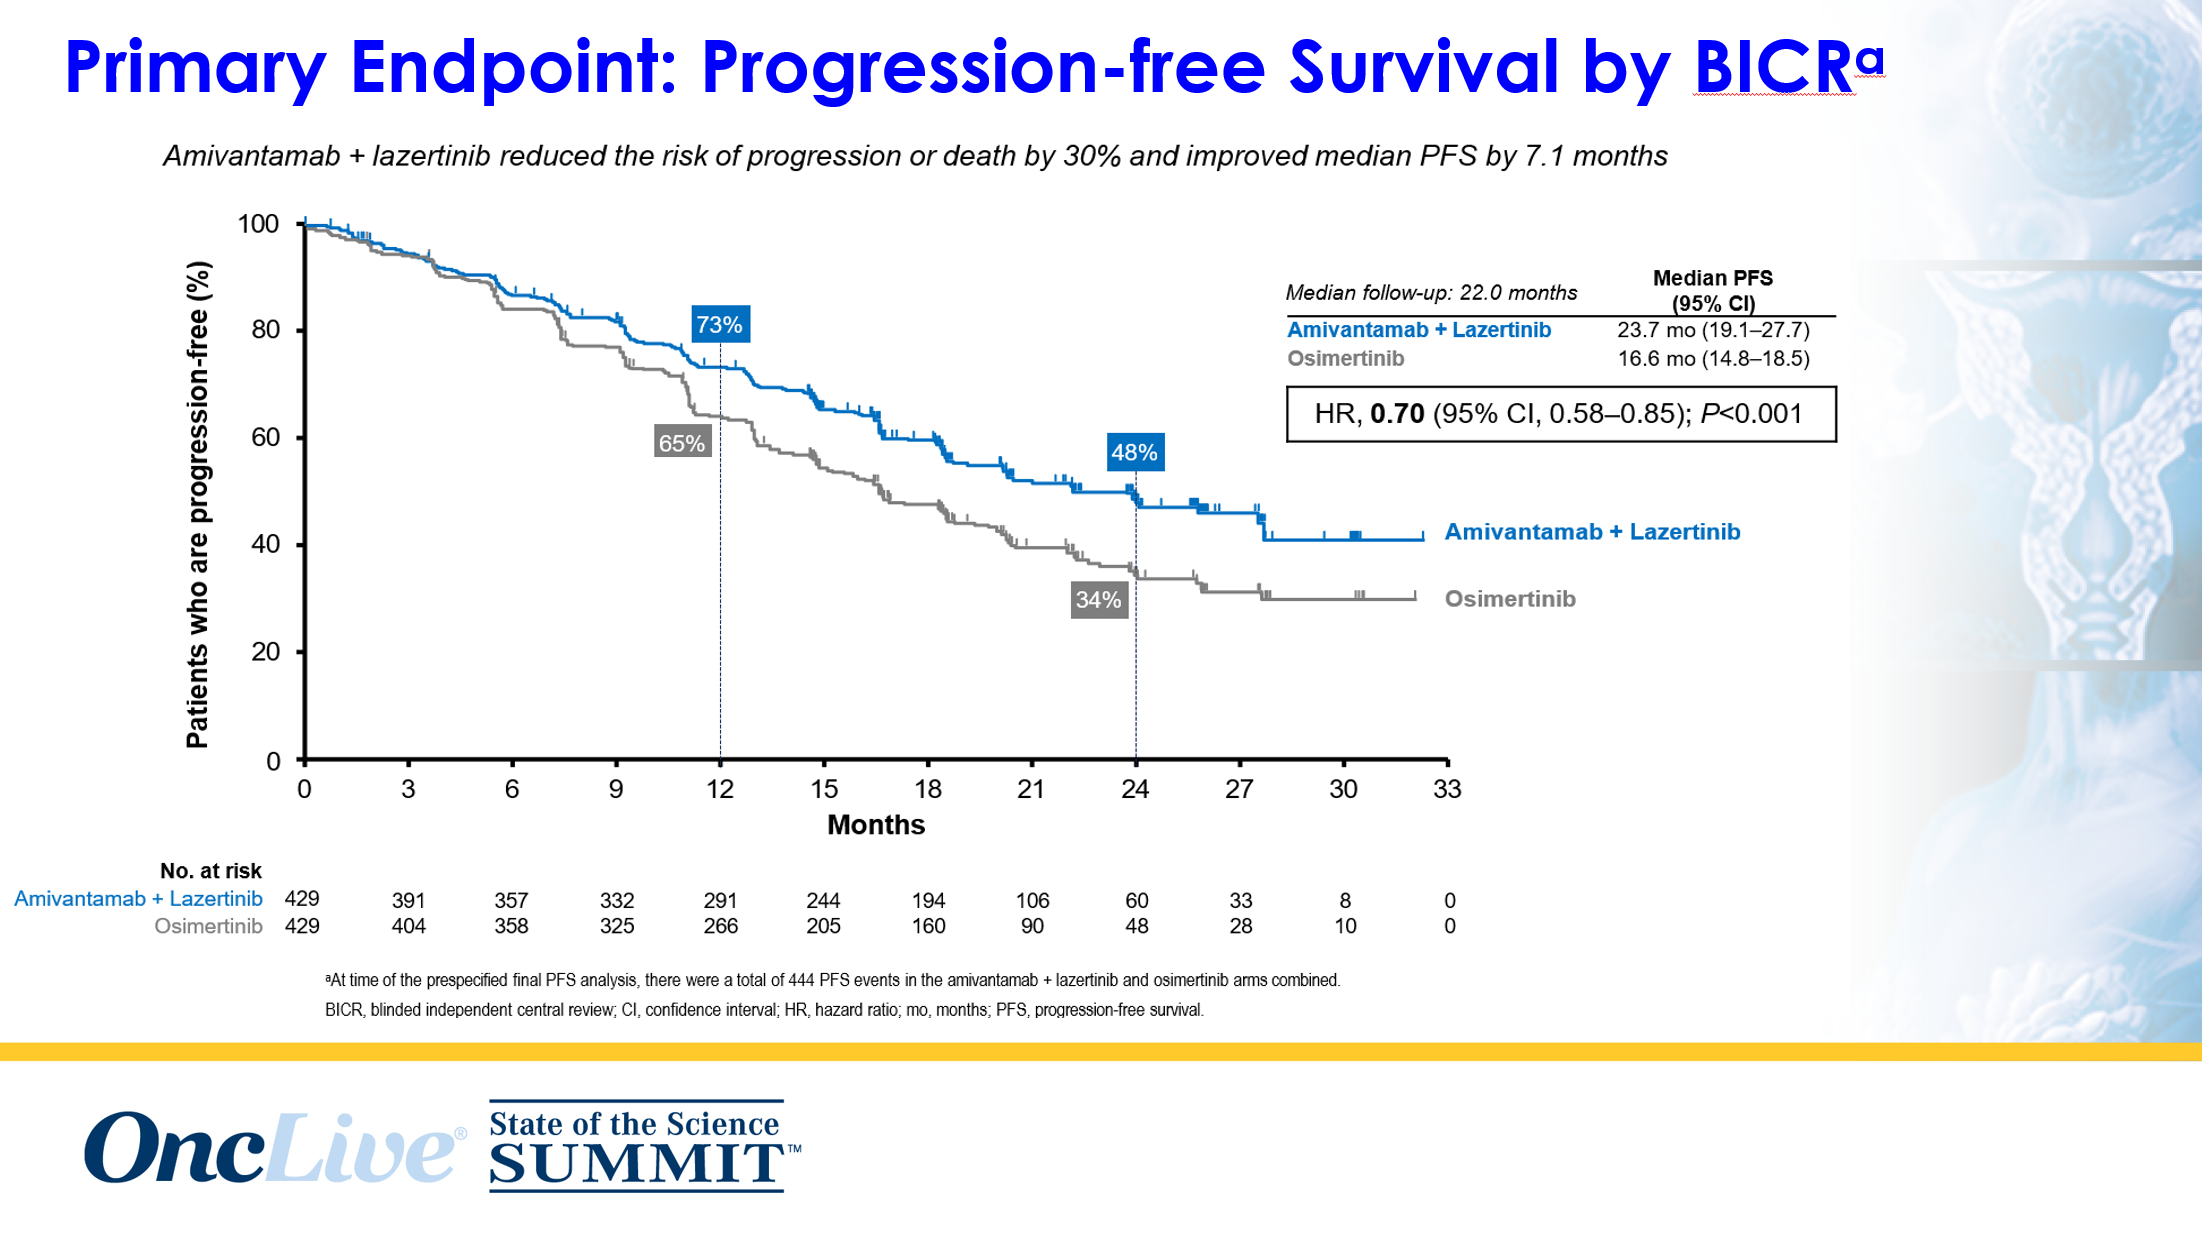 Primary Endpoint: Progression-free Survival by BICRᵃ
Amivantamab + lazertinib reduced the risk of progression or death by 30% and improved median PFS by 7.1 months
Patients who are progression-free (%)
100
80
60
40
20
0
73%
65%
48%
34%
Median follow-up: 22.0 months
Median PFS
(95% CI)
Amivantamab + Lazertinib 23.7 mo (19.1–27.7)
Osimertinib 16.6 mo (14.8–18.5)
HR, 0.70 (95% CI, 0.58–0.85); P<0.001
Amivantamab + Lazertinib
Osimertinib
0 3 6 9 12 15 18 21 24 27 30 33
Months
No. at risk
Amivantamab + Lazertinib 429 391 357 332 291 244 194 106 60 33 8 0
Osimertinib 429 404 358 325 266 205 160 90 48 28 10 0
ᵃAt time of the prespecified final PFS analysis, there were a total of 444 PFS events in the amivantamab + lazertinib and osimertinib arms combined.
BICR, blinded independent central review; CI, confidence interval; HR, hazard ratio; mo, months; PFS, progression-free survival.
OncLive®
State of the Science
SUMMIT™